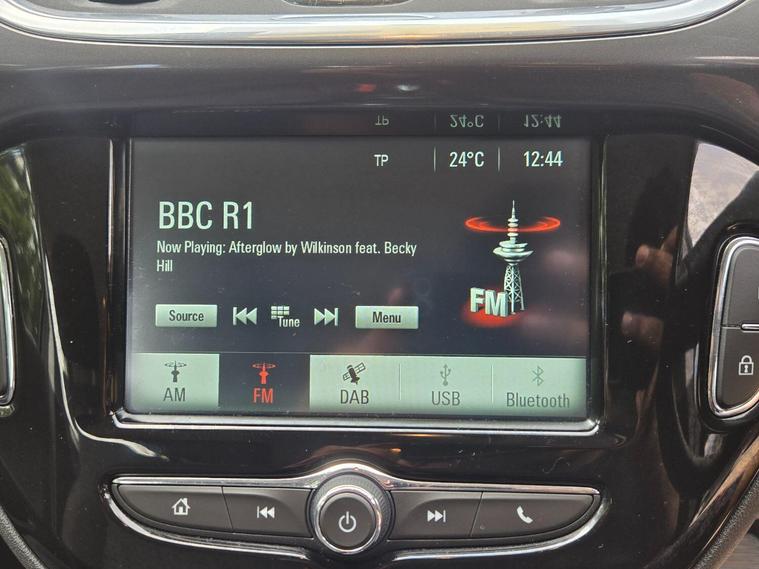 TP 24°C 12:44
BBC R1
Now Playing: Afterglow by Wilkinson feat. Becky
Hill
FM
Source Tune Menu
AM FM DAB USB Bluetooth